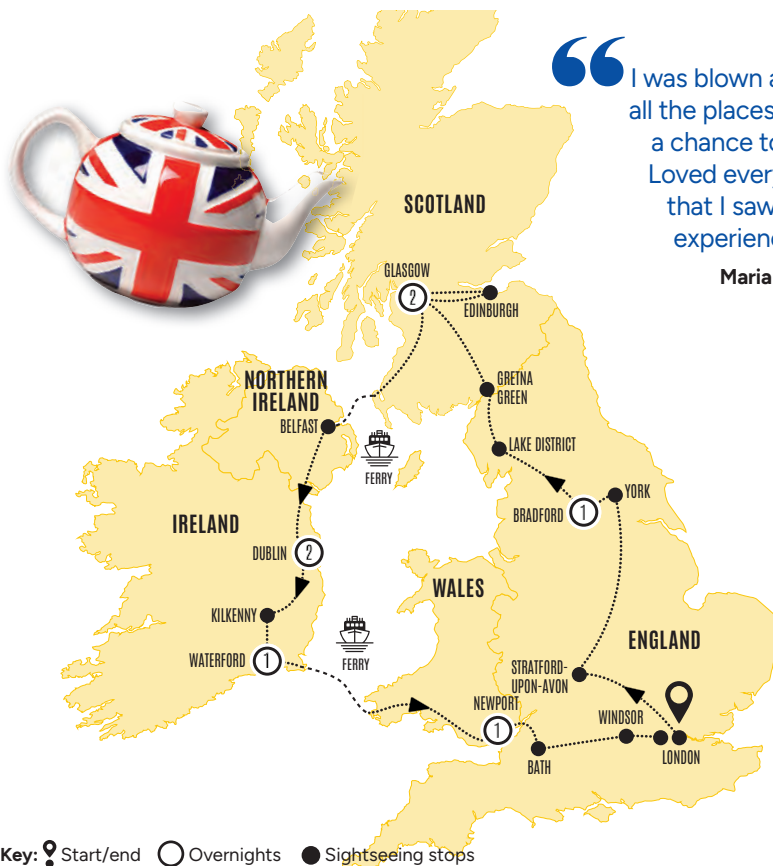 I was blown a
all the places
a chance to
Loved ever
that I saw
experienc
Maria
SCOTLAND
GLASGOW
2
EDINBURGH
GRETNA
GREEN
NORTHERN
IRELAND
BELFAST
FERRY
LAKE DISTRICT
YORK
BRADFORD
1
IRELAND
DUBLIN
2
WALES
KILKENNY
FERRY
ENGLAND
WATERFORD
1
STRATFORD-
UPON-AVON
NEWPORT
1
WINDSOR
BATH
LONDON
Key: Start/end Overnights Sightseeing stops